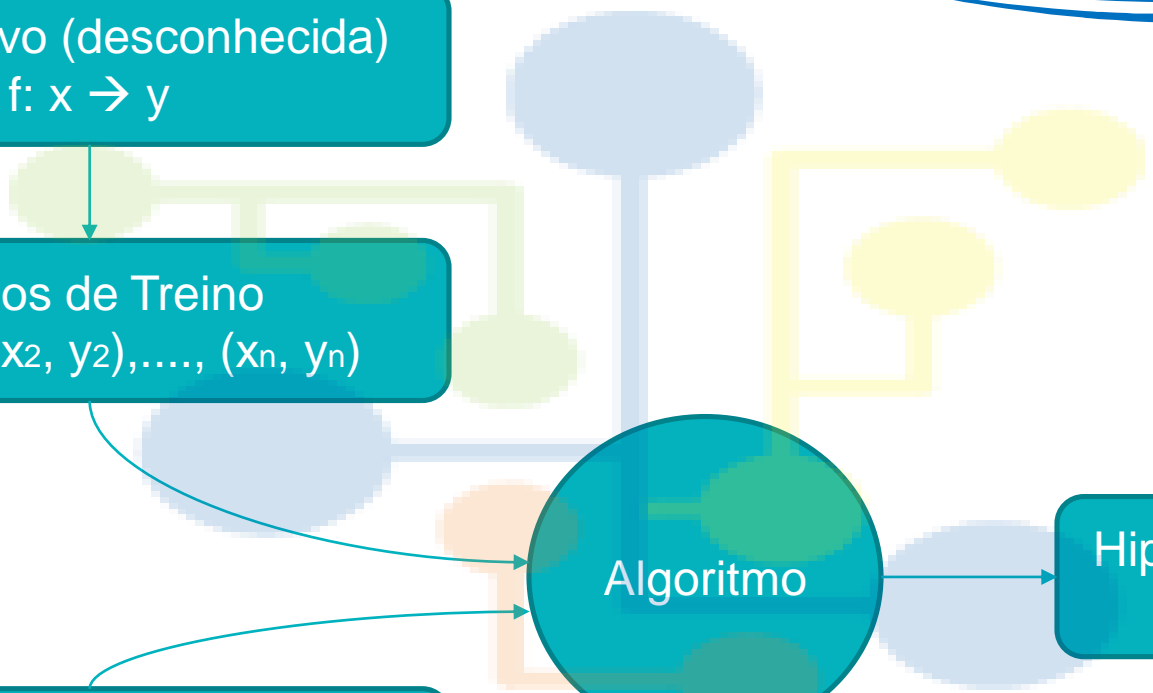 vo (desconhecida)
f: x → y
os de Treino
x2, y2),...., (xn, yn)
Algoritmo
Hip